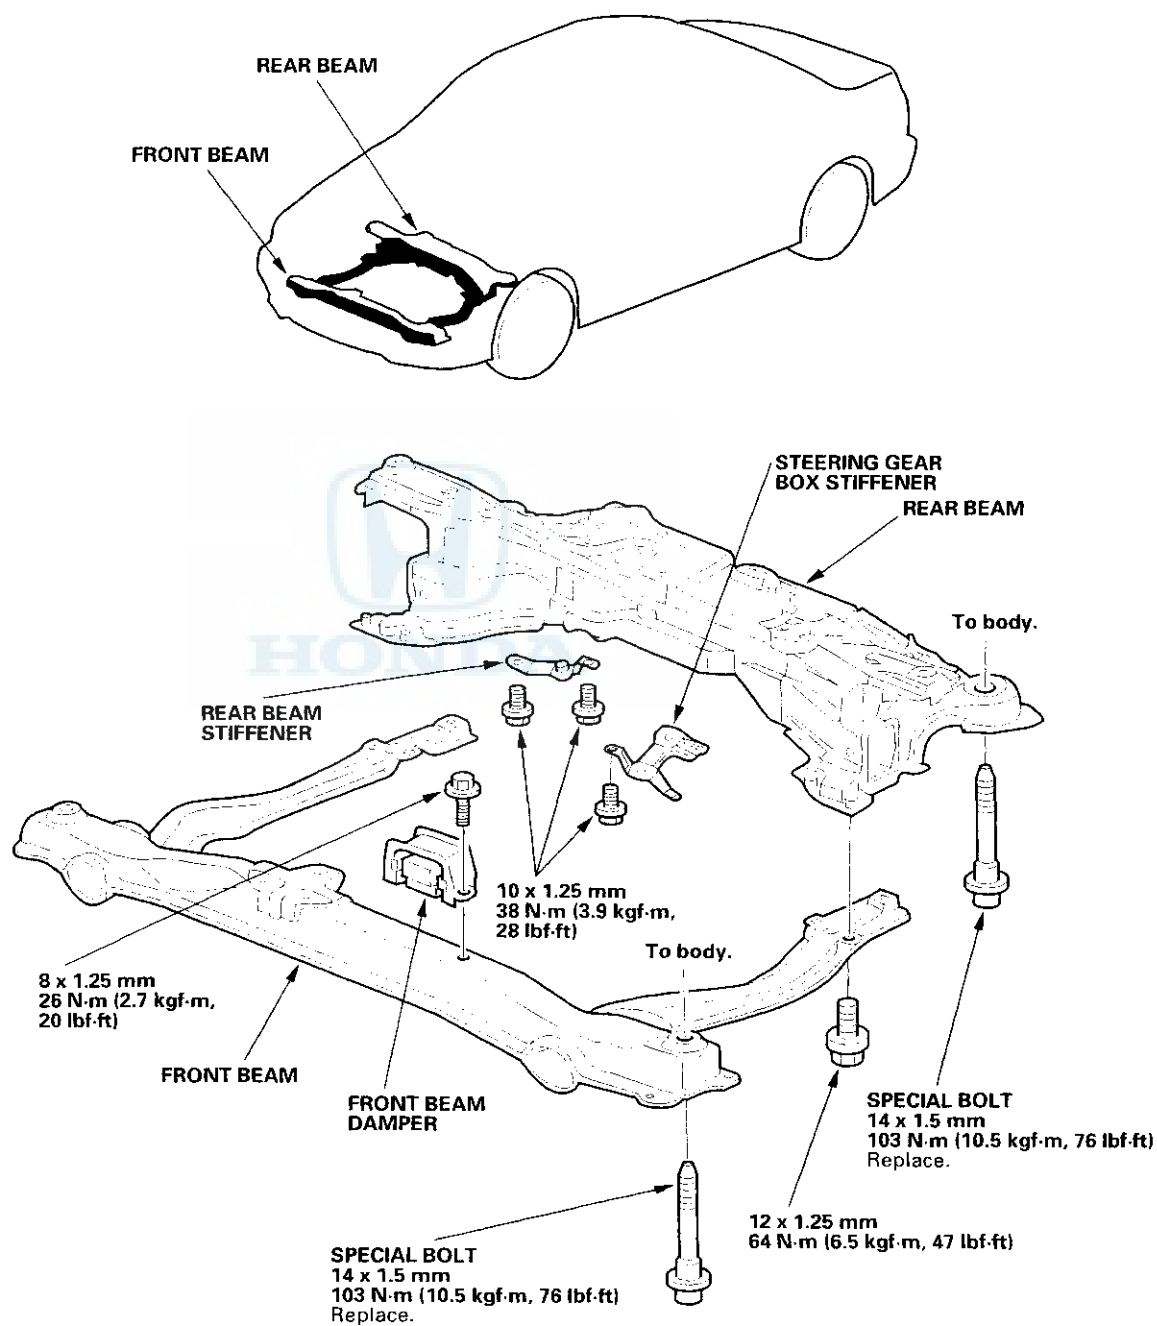 REAR BEAM
FRONT BEAM
STEERING GEAR
BOX STIFFENER
REAR BEAM
To body.
HONDA
REAR BEAM
STIFFENER
10 x 1.25 mm
38 N·m (3.9 kgf·m,
28 lbf·ft)
To body.
8 x 1.25 mm
26 N·m (2.7 kgf·m,
20 lbf·ft)
FRONT BEAM
FRONT BEAM
DAMPER
SPECIAL BOLT
14 x 1.5 mm
103 N·m (10.5 kgf·m, 76 lbf·ft)
Replace.
12 x 1.25 mm
64 N·m (6.5 kgf·m, 47 lbf·ft)
SPECIAL BOLT
14 x 1.5 mm
103 N·m (10.5 kgf·m, 76 lbf·ft)
Replace.